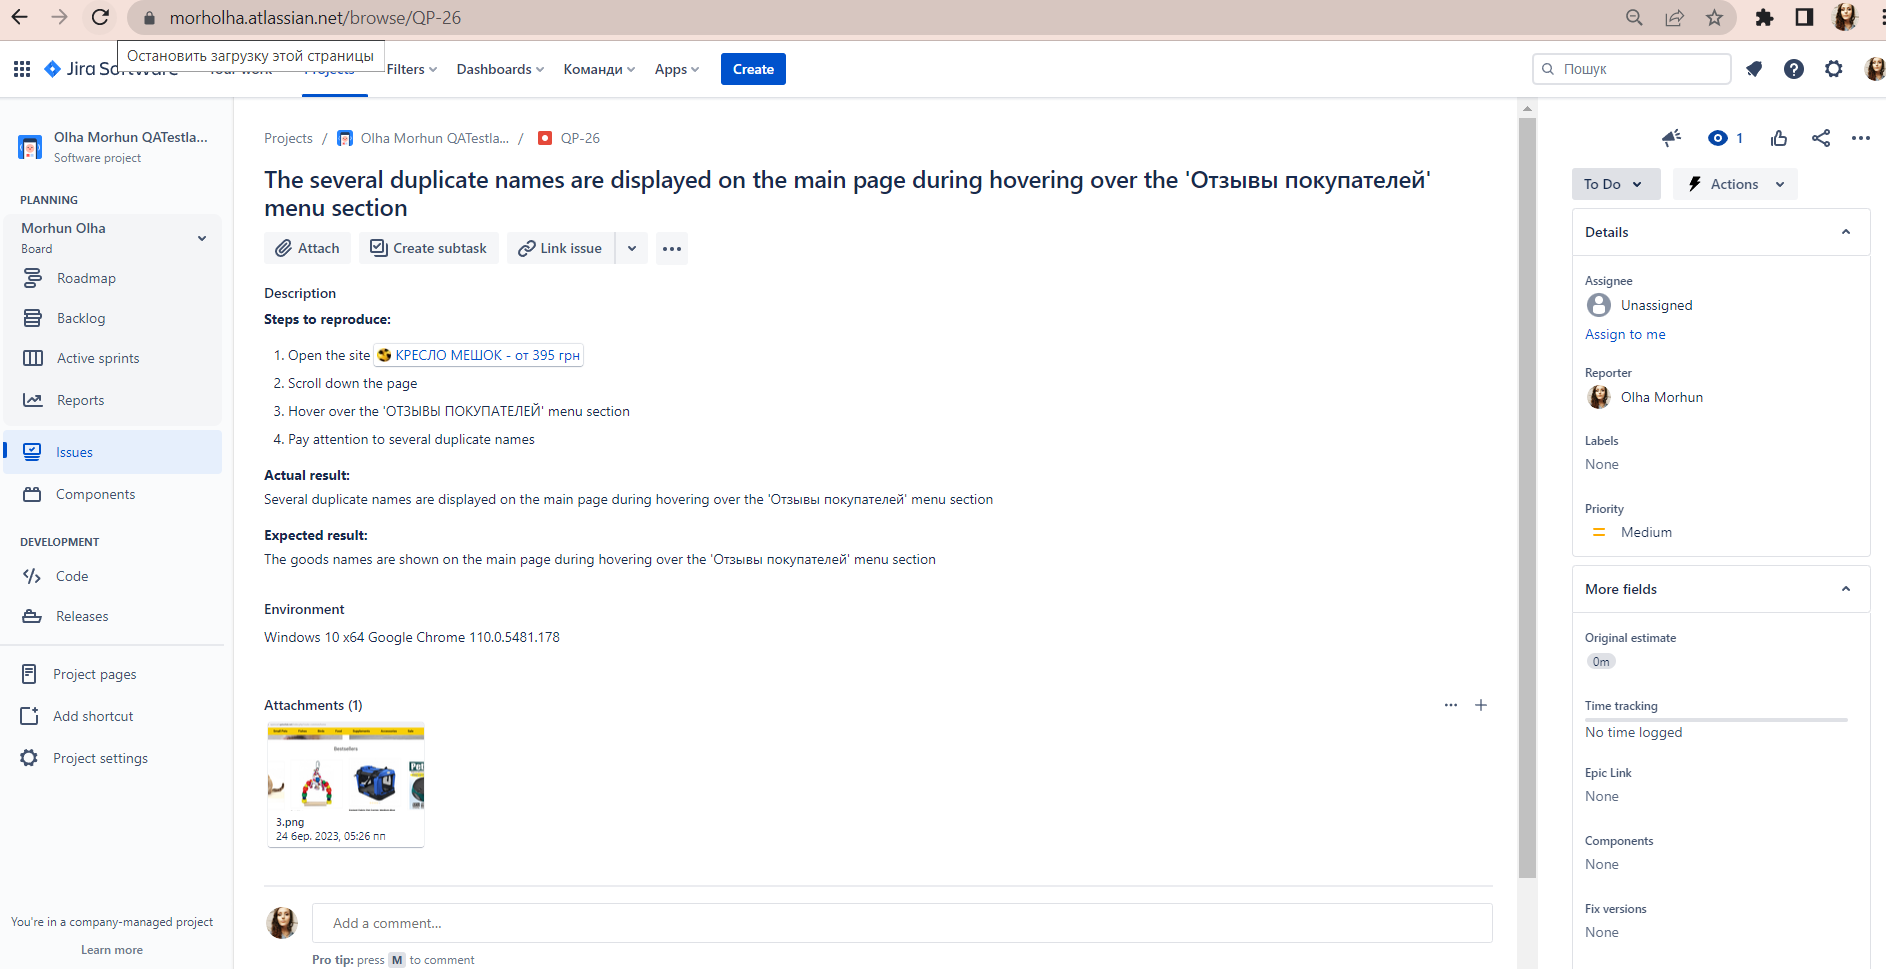 morholha.atlassian.net/browse/QP-26
Остановить загрузку этой страницы
Jira Software
Your work
Projects
Filters
Dashboards
Команди
Apps
Create
Пошук
Olha Morhun QATestla...
Software project
PLANNING
Morhun Olha
Board
Roadmap
Backlog
Active sprints
Reports
Issues
Components
DEVELOPMENT
Code
Releases
Project pages
Add shortcut
Project settings
You're in a company-managed project
Learn more
Projects / Olha Morhun QATestla... / QP-26
The several duplicate names are displayed on the main page during hovering over the 'Отзывы покупателей'
menu section
Attach
Create subtask
Link issue
Description
Steps to reproduce:
1. Open the site КРЕСЛО МЕШОК - от 395 грн
2. Scroll down the page
3. Hover over the 'ОТЗЫВЫ ПОКУПАТЕЛЕЙ' menu section
4. Pay attention to several duplicate names
Actual result:
Several duplicate names are displayed on the main page during hovering over the 'Отзывы покупателей' menu section
Expected result:
The goods names are shown on the main page during hovering over the 'Отзывы покупателей' menu section
Environment
Windows 10 x64 Google Chrome 110.0.5481.178
Attachments (1)
Bestsellers
3.png
24 бер. 2023, 05:26 пп
Add a comment...
Pro tip: press M to comment
1
To Do
Actions
Details
Assignee
Unassigned
Assign to me
Reporter
Olha Morhun
Labels
None
Priority
Medium
More fields
Original estimate
0m
Time tracking
No time logged
Epic Link
None
Components
None
Fix versions
None